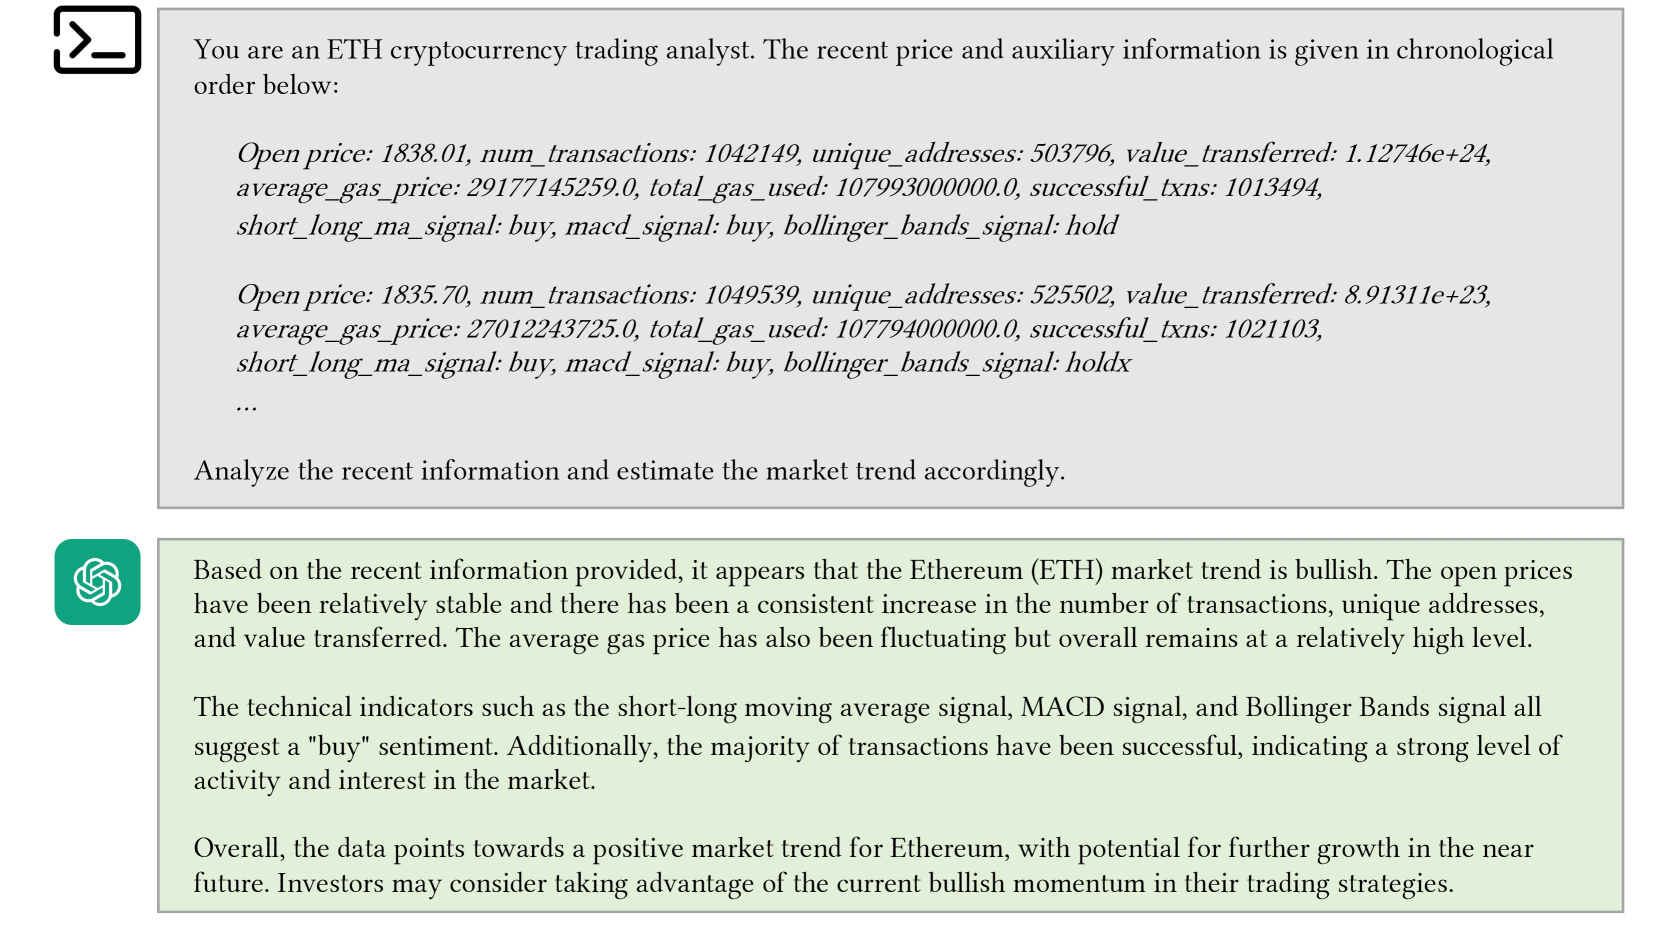 You are an ETH cryptocurrency trading analyst. The recent price and auxiliary information is given in chronological
order below:
Open price: 1838.01, num_transactions: 1042149, unique_addresses: 503796, value_transferred: 1.12746e+24,
average_gas_price: 29177145259.0, total_gas_used: 107993000000.0, successful_txns: 1013494,
short_long_ma_signal: buy, macd_signal: buy, bollinger_bands_signal: hold
Open price: 1835.70, num_transactions: 1049539, unique_addresses: 525502, value_transferred: 8.91311e+23,
average_gas_price: 27012243725.0, total_gas_used: 107794000000.0, successful_txns: 1021103,
short_long_ma_signal: buy, macd_signal: buy, bollinger_bands_signal: holdx
...
Analyze the recent information and estimate the market trend accordingly.
Based on the recent information provided, it appears that the Ethereum (ETH) market trend is bullish. The open prices
have been relatively stable and there has been a consistent increase in the number of transactions, unique addresses,
and value transferred. The average gas price has also been fluctuating but overall remains at a relatively high level.
The technical indicators such as the short-long moving average signal, MACD signal, and Bollinger Bands signal all
suggest a "buy" sentiment. Additionally, the majority of transactions have been successful, indicating a strong level of
activity and interest in the market.
Overall, the data points towards a positive market trend for Ethereum, with potential for further growth in the near
future. Investors may consider taking advantage of the current bullish momentum in their trading strategies.